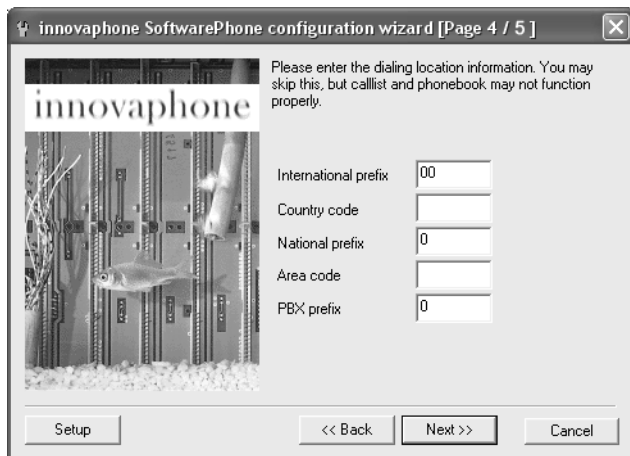 innovaphone SoftwarePhone configuration wizard [Page 4 / 5 ]
innovaphone
Please enter the dialing location information. You may
skip this, but calllist and phonebook may not function
properly.
International prefix 00
Country code
National prefix 0
Area code
PBX prefix 0
Setup << Back Next >> Cancel